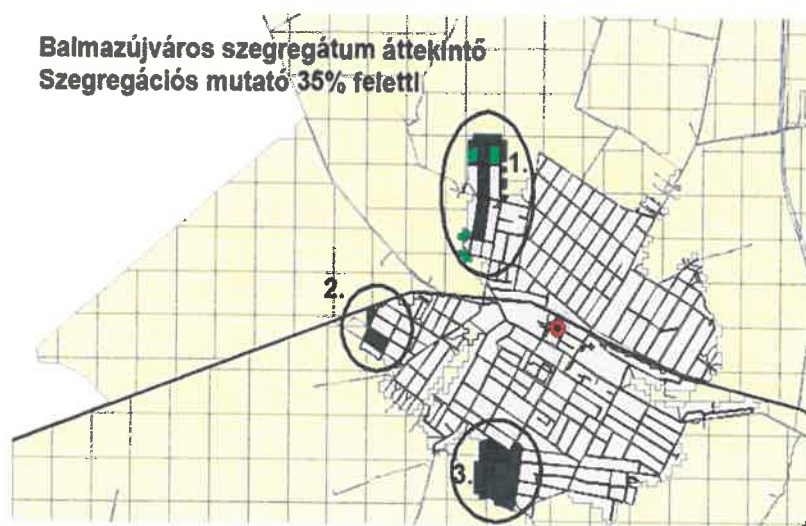 Balmazújváros szegregátum áttekintő
Szegregációs mutató 35% feletti
1.
2.
3.